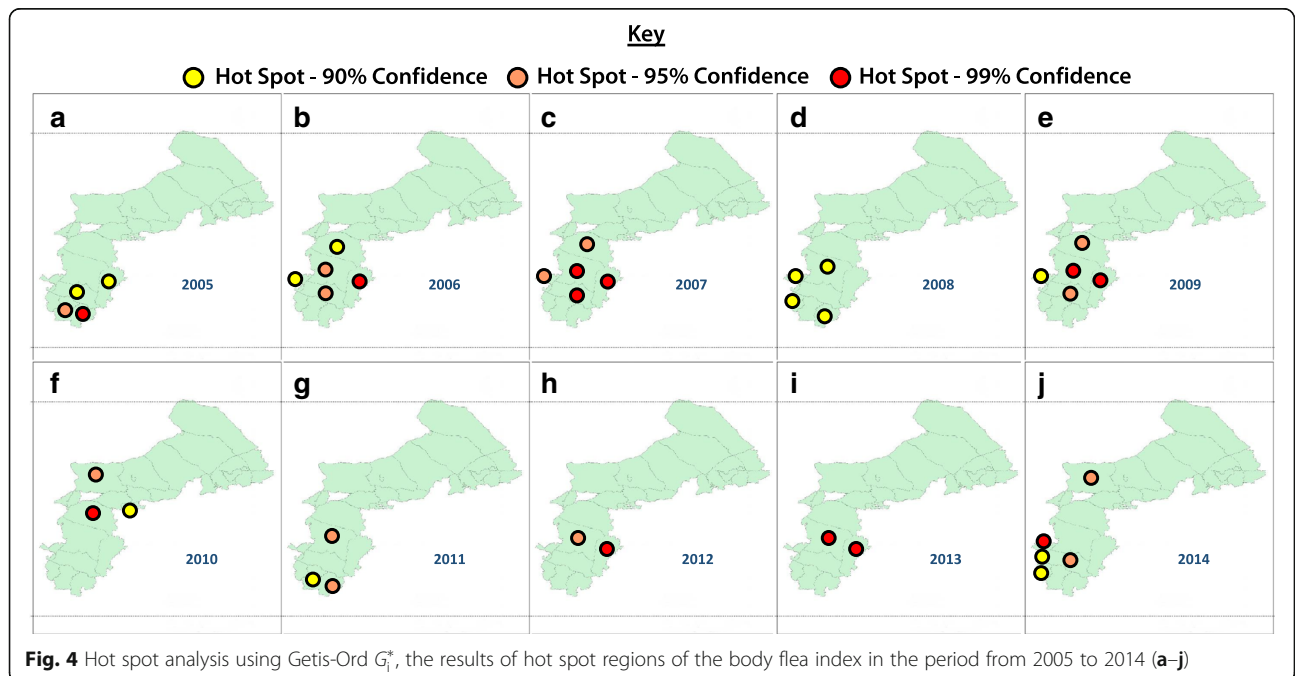 Key
Hot Spot - 90% Confidence Hot Spot - 95% Confidence Hot Spot - 99% Confidence
a b c d e
2005 2006 2007 2008 2009
f g h i j
2010 2011 2012 2013 2014
Fig. 4 Hot spot analysis using Getis-Ord G*i, the results of hot spot regions of the body flea index in the period from 2005 to 2014 (a–j)